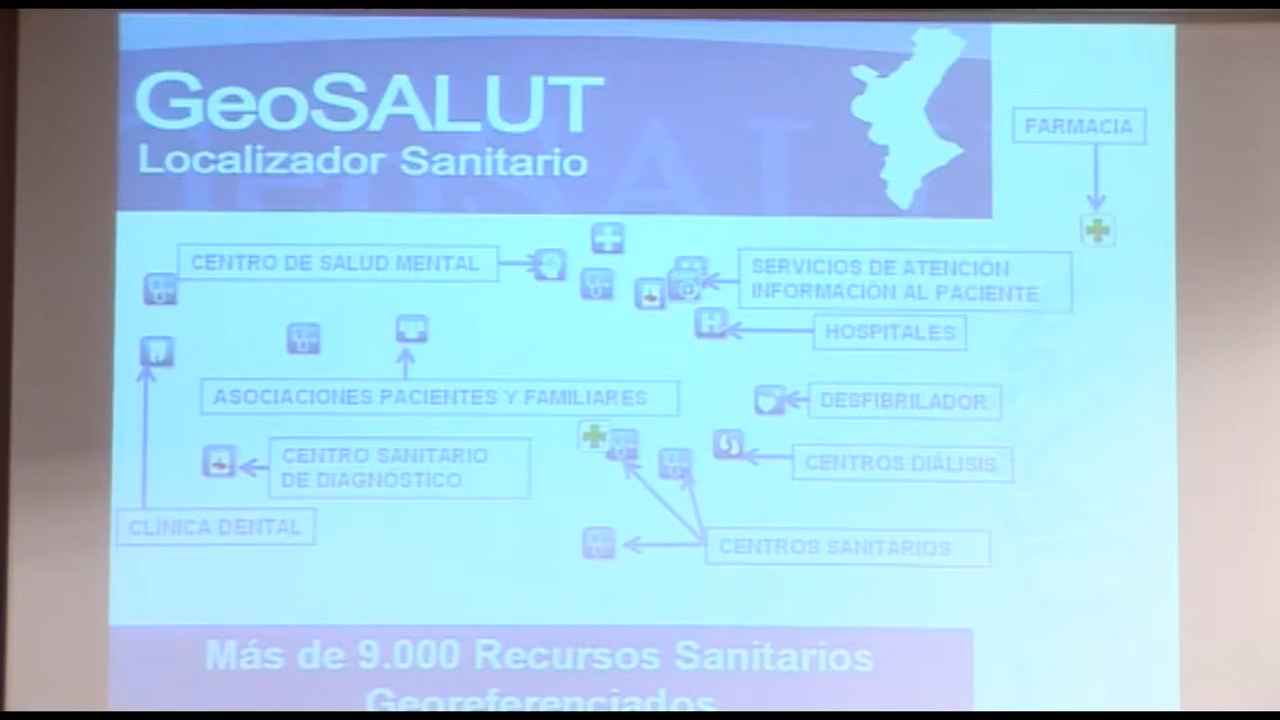 GeoSALUT
Localizador Sanitario
FARMACIA
CENTRO DE SALUD MENTAL
SERVICIOS DE ATENCIÓN
INFORMACIÓN AL PACIENTE
HOSPITALES
ASOCIACIONES PACIENTES Y FAMILIARES
DESFIBRILADOR
CENTRO SANITARIO
DE DIAGNÓSTICO
CENTROS DIÁLISIS
CLÍNICA DENTAL
CENTROS SANITARIOS
Más de 9.000 Recursos Sanitarios
Georeferenciados